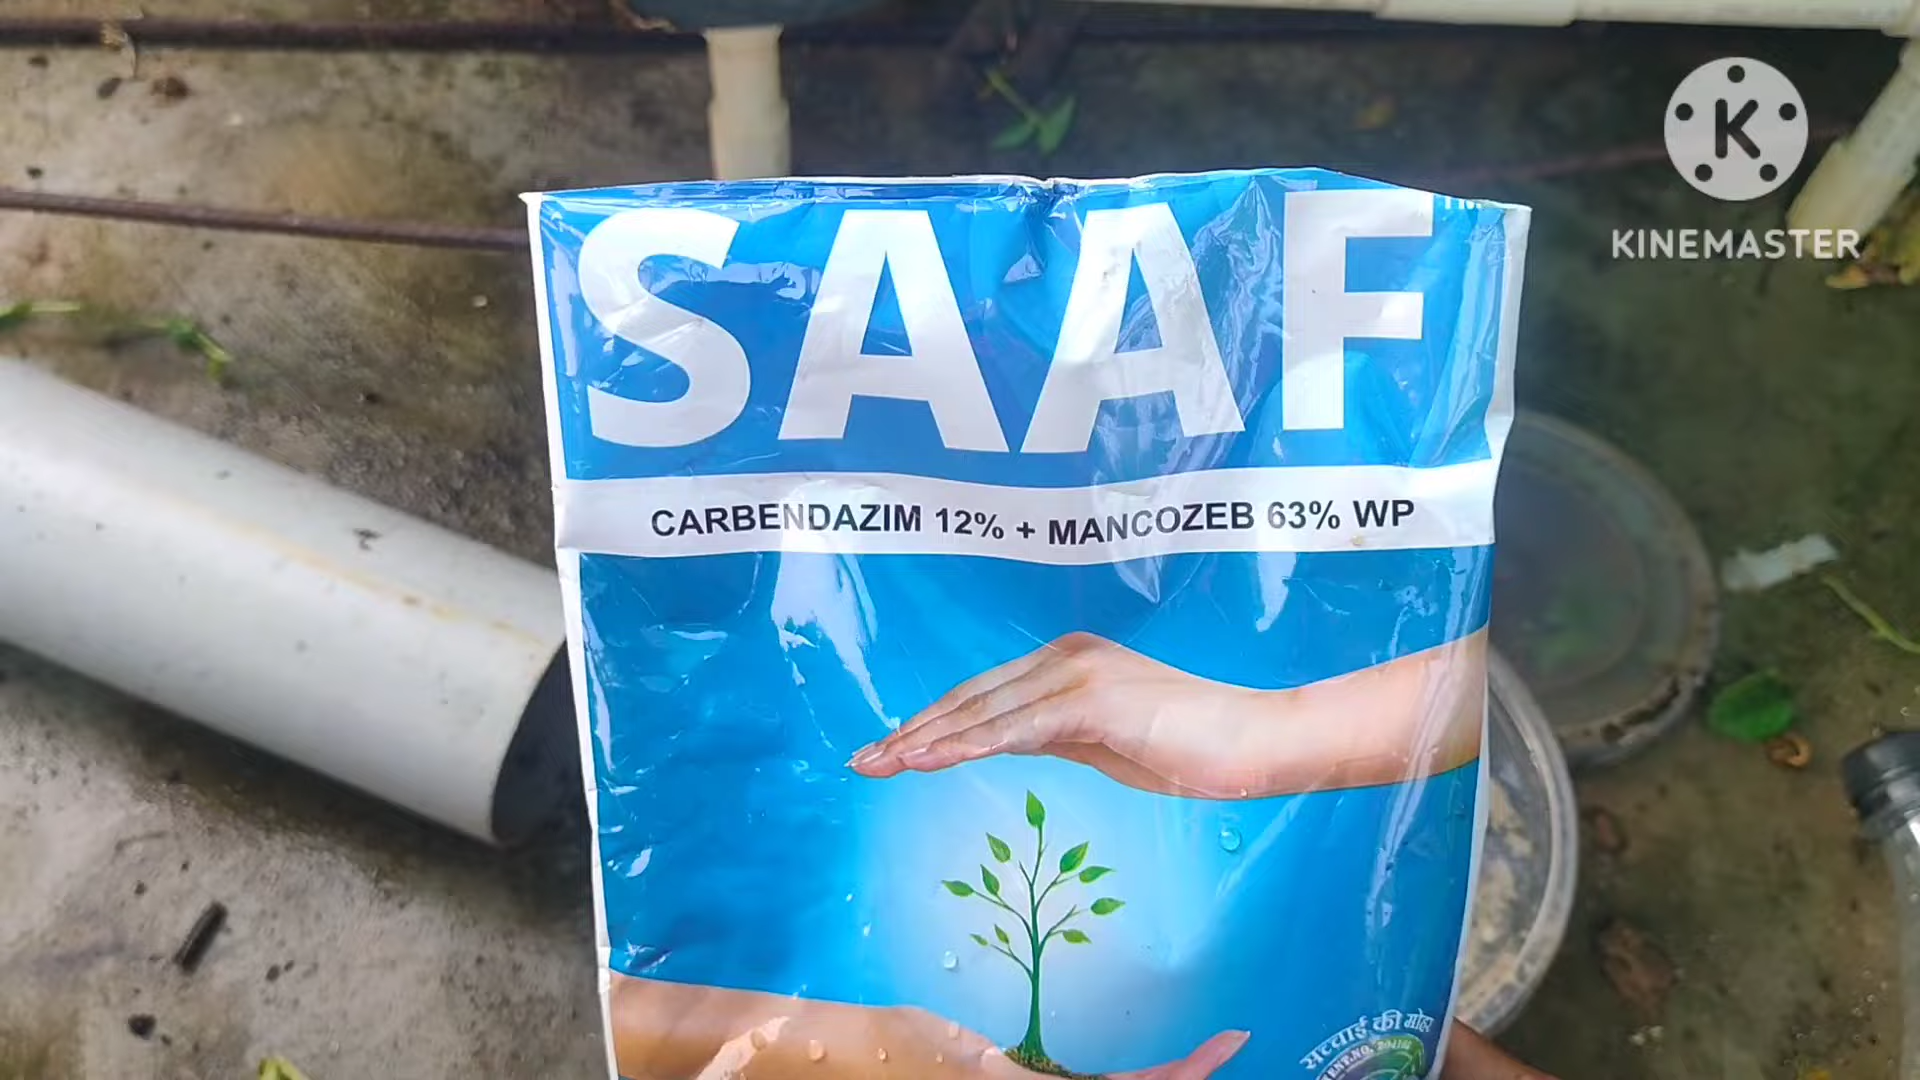 SAAF
CARBENDAZIM 12% + MANCOZEB 63% WP
K
KINEMASTER
सच्चाई की मोहर